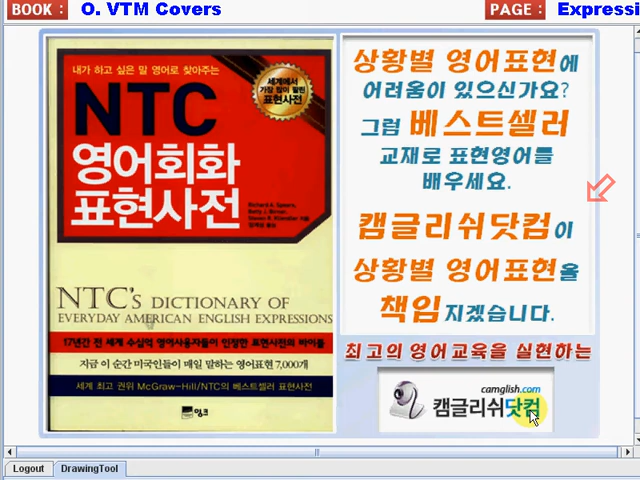 BOOK : O. VTM Covers PAGE : Expressi
내가 하고 싶은 말 영어로 찾아주는
세계에서
가장 많이 팔린
표현사전
NTC
영어회화
표현사전
Richard A. Spears,
NTC's DICTIONARY OF
EVERYDAY AMERICAN ENGLISH EXPRESSIONS
17년간 전 세계 수십억 영어사용자들이 인정한 표현사전의 바이블
지금 이 순간 미국인들이 매일 말하는 영어표현 7,000개
세계 최고 권위 McGraw-Hill/NTC의 베스트셀러 표현사전
잉크
상황별 영어표현에
어려움이 있으신가요?
그럼 베스트셀러
교재로 표현영어를
배우세요.
캠글리쉬닷컴이
상황별 영어표현을
책임지겠습니다.
최고의 영어교육을 실현하는
camglish.com
캠글리쉬닷컴
Logout DrawingTool